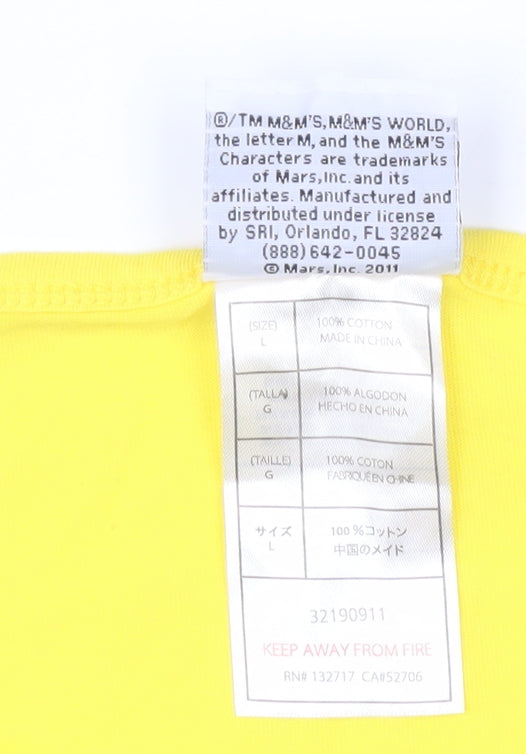 ®/TM M&M'S, M&M'S WORLD,
the letter M, and the M&M'S
Characters are trademarks
of Mars, Inc. and its
affiliates. Manufactured and
distributed under license
by SRI, Orlando, FL 32824
(888) 642-0045
© Mars, Inc. 2011
(SIZE)
L
100% COTTON
MADE IN CHINA
(TALLA)
G
100% ALGODON
HECHO EN CHINA
(TAILLE)
G
100% COTON
FABRIQUÉ EN CHINE
サイズ
L
100%コットン
中国のメイド
32190911
KEEP AWAY FROM FIRE
RN# 132717 CA#52706